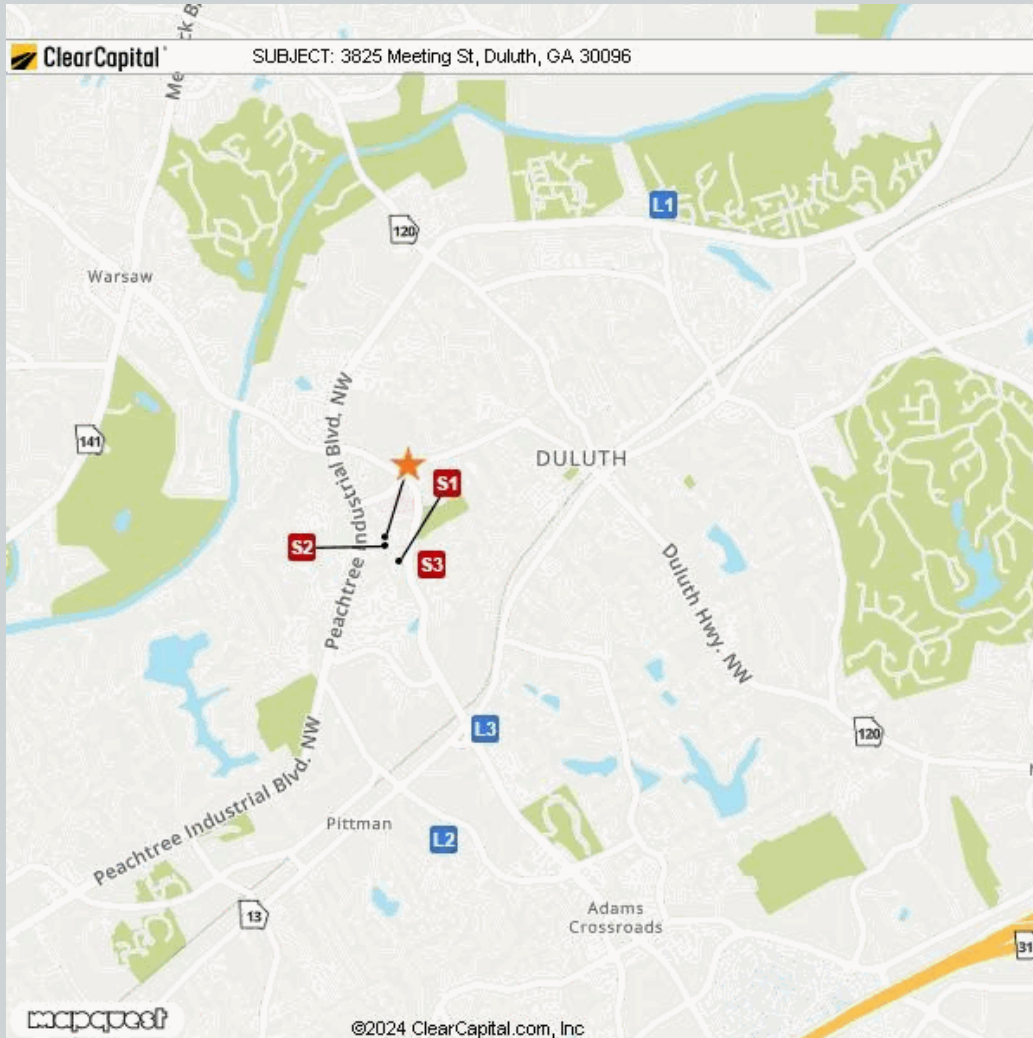 ClearCapital
SUBJECT: 3825 Meeting St, Duluth, GA 30096
L1
120
Warsaw
Peachtree Industrial Blvd. NW
141
DULUTH
S1
S2
S3
Duluth Hwy. NW
L3
120
Peachtree Industrial Blvd. NW
Pittman
L2
13
Adams
Crossroads
mapquest
©2024 ClearCapital.com, Inc